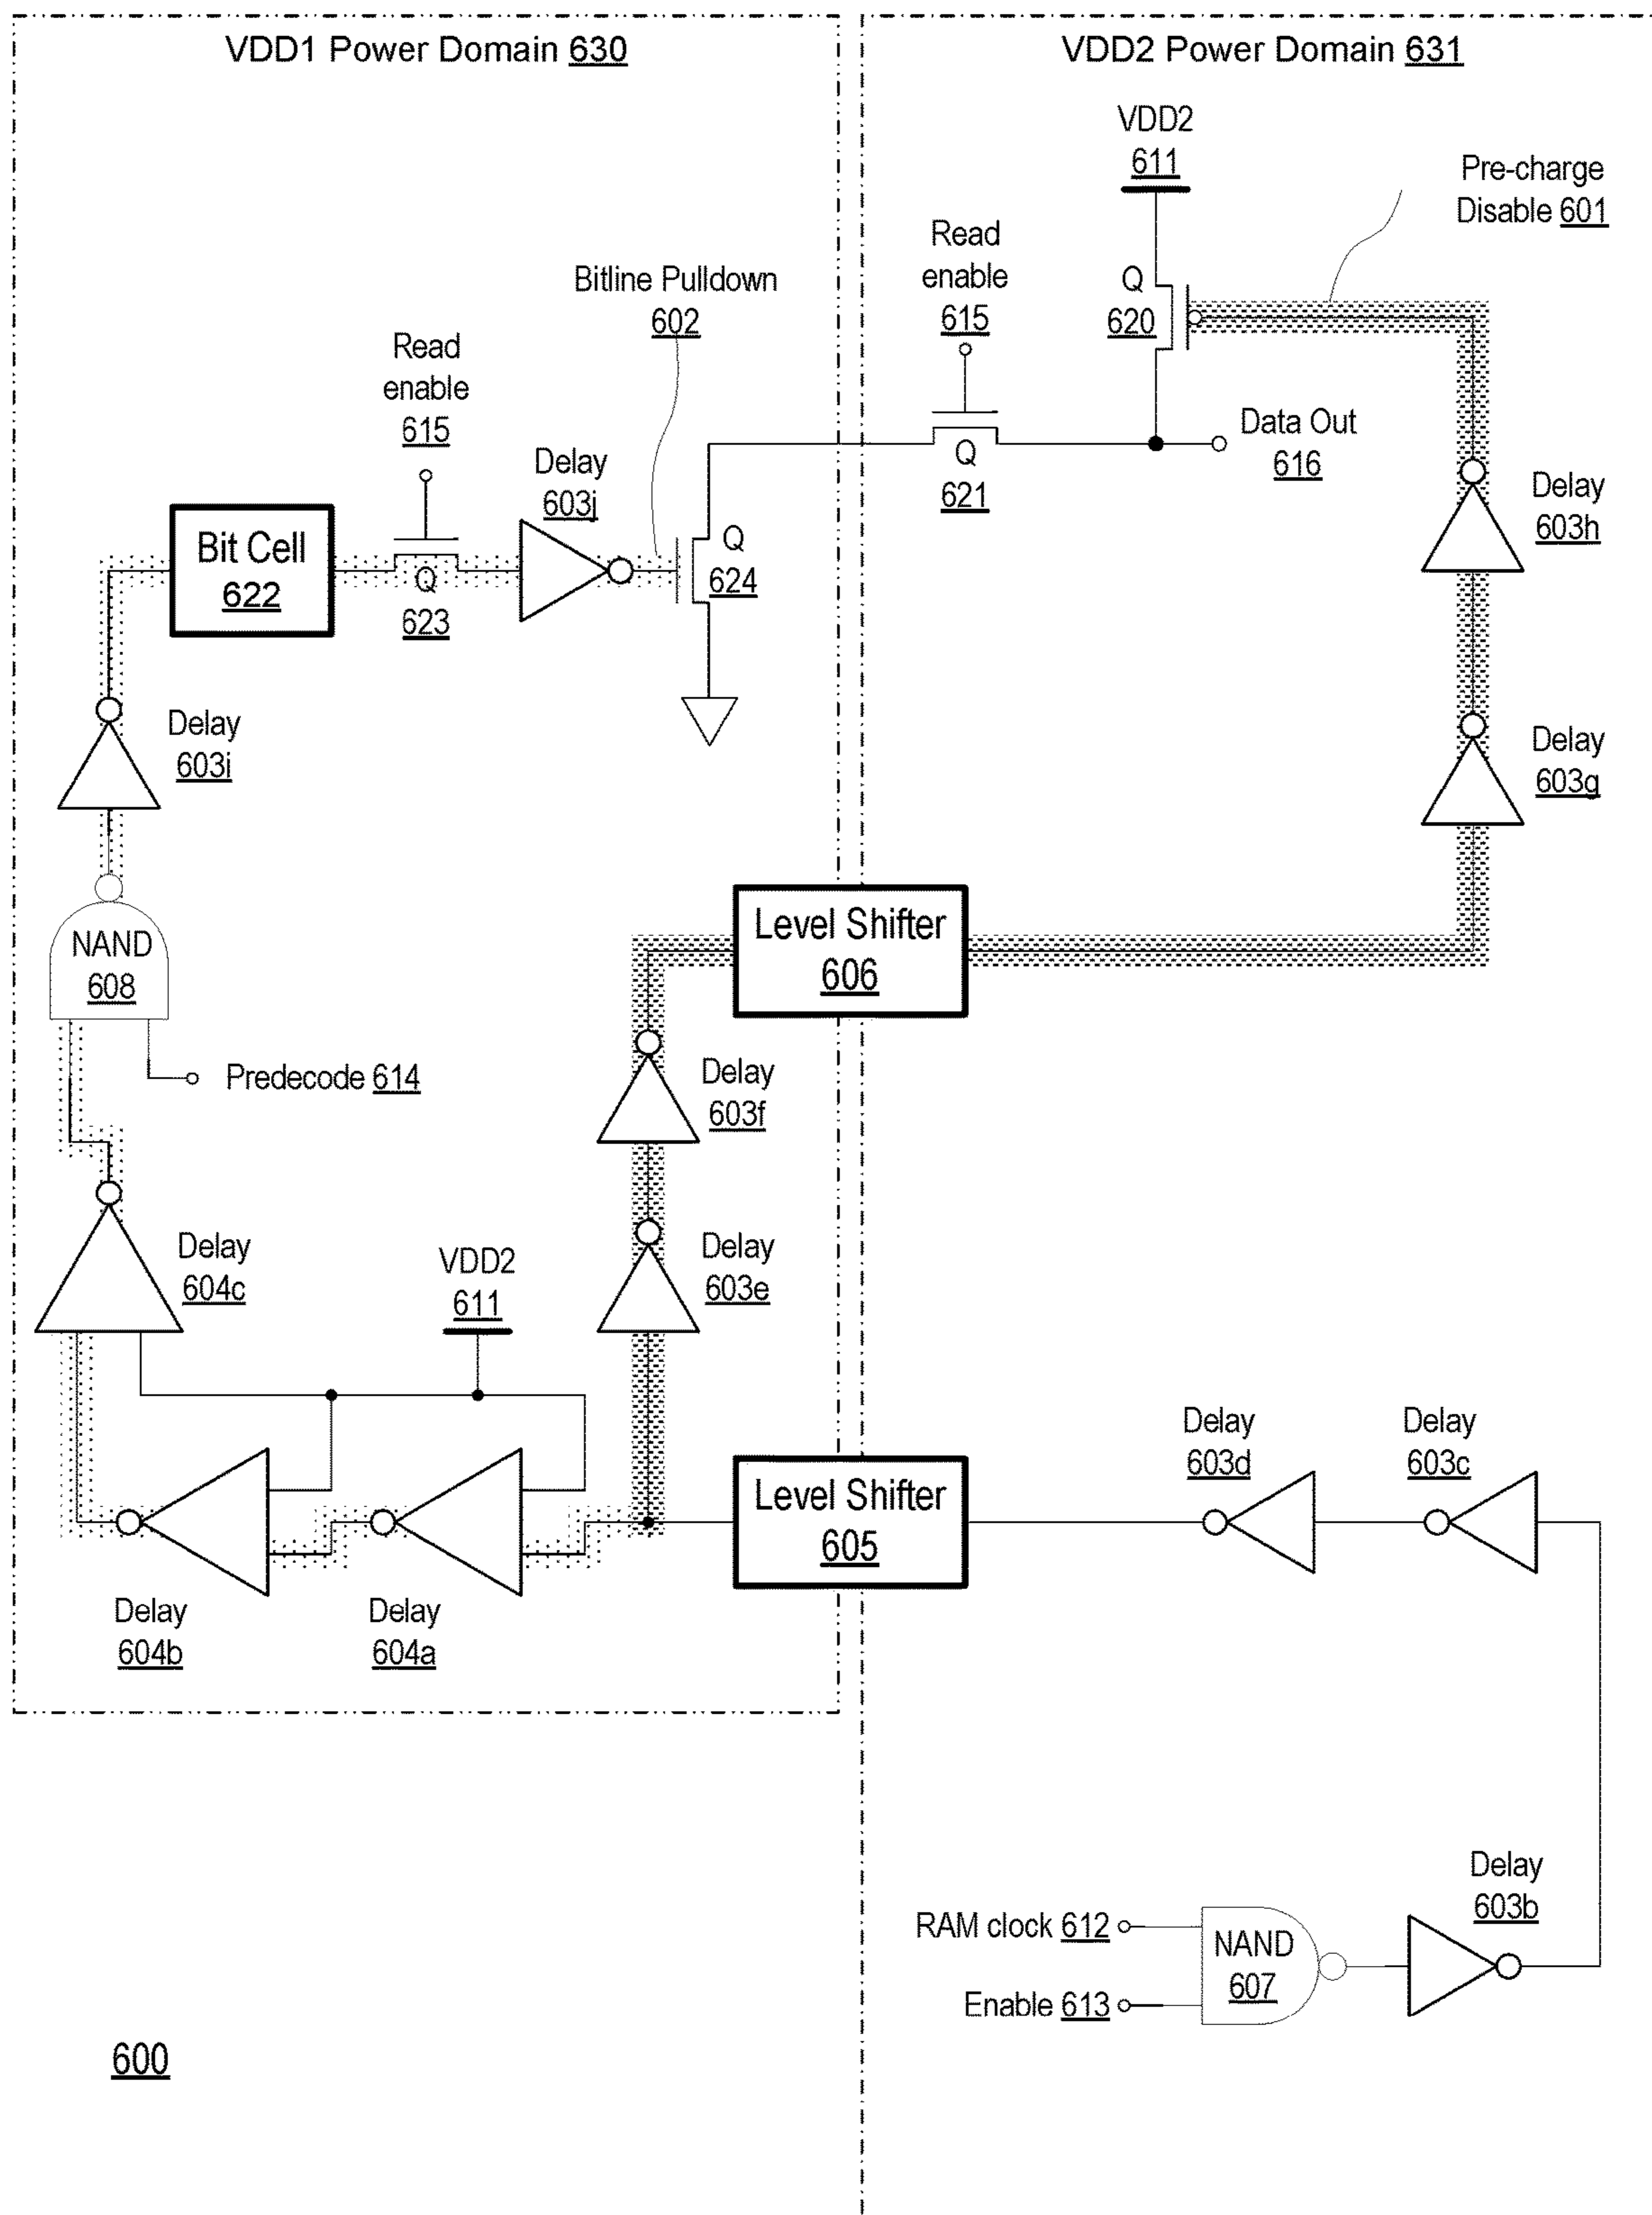 VDD1 Power Domain 630
VDD2 Power Domain 631
VDD2
611
Pre-charge
Disable 601
Read
enable
615
Q
620
Bitline Pulldown
602
Read
enable
615
Data Out
616
Q
621
Delay
603j
Delay
603h
Bit Cell
622
Q
623
Q
624
Delay
603i
Delay
603g
NAND
608
Level Shifter
606
Predecode 614
Delay
603f
Delay
604c
VDD2
611
Delay
603e
Delay
603d
Delay
603c
Level Shifter
605
Delay
604b
Delay
604a
Delay
603b
RAM clock 612
NAND
607
Enable 613
600